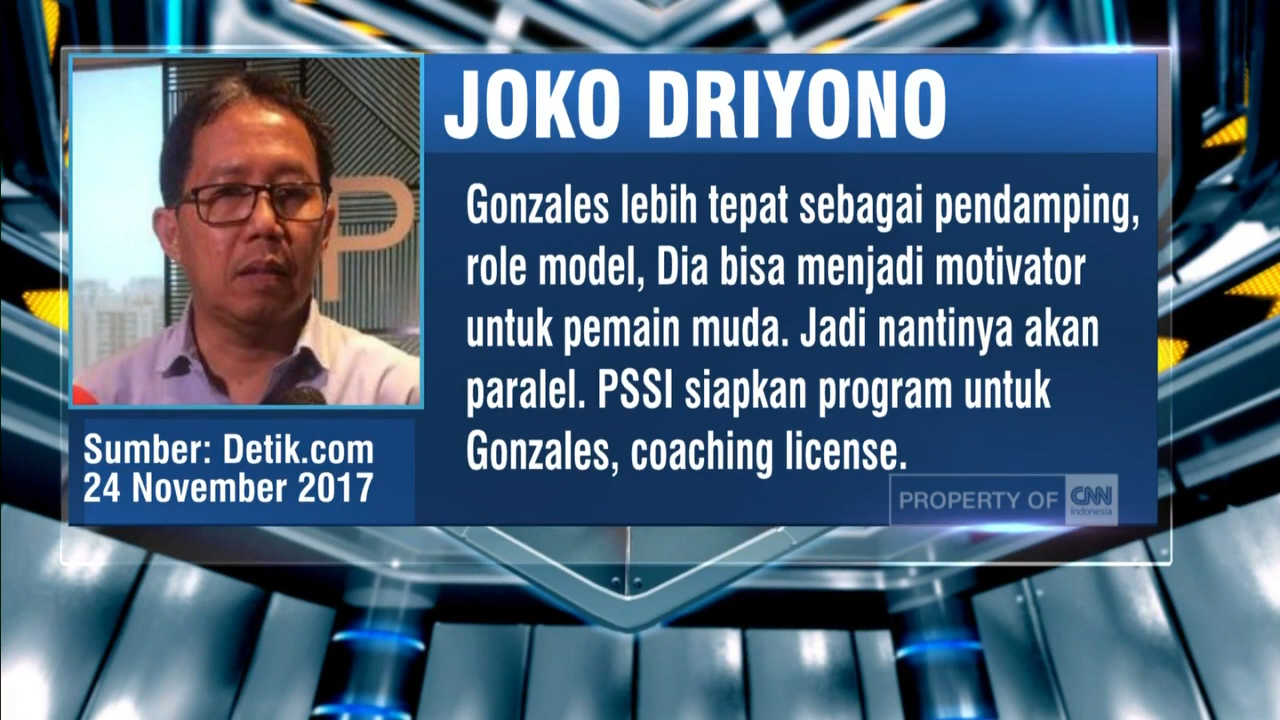 JOKO DRIYONO
Gonzales lebih tepat sebagai pendamping,
role model, Dia bisa menjadi motivator
untuk pemain muda. Jadi nantinya akan
paralel. PSSI siapkan program untuk
Gonzales, coaching license.
P
Sumber: Detik.com
24 November 2017
PROPERTY OF CNN
Indonesia